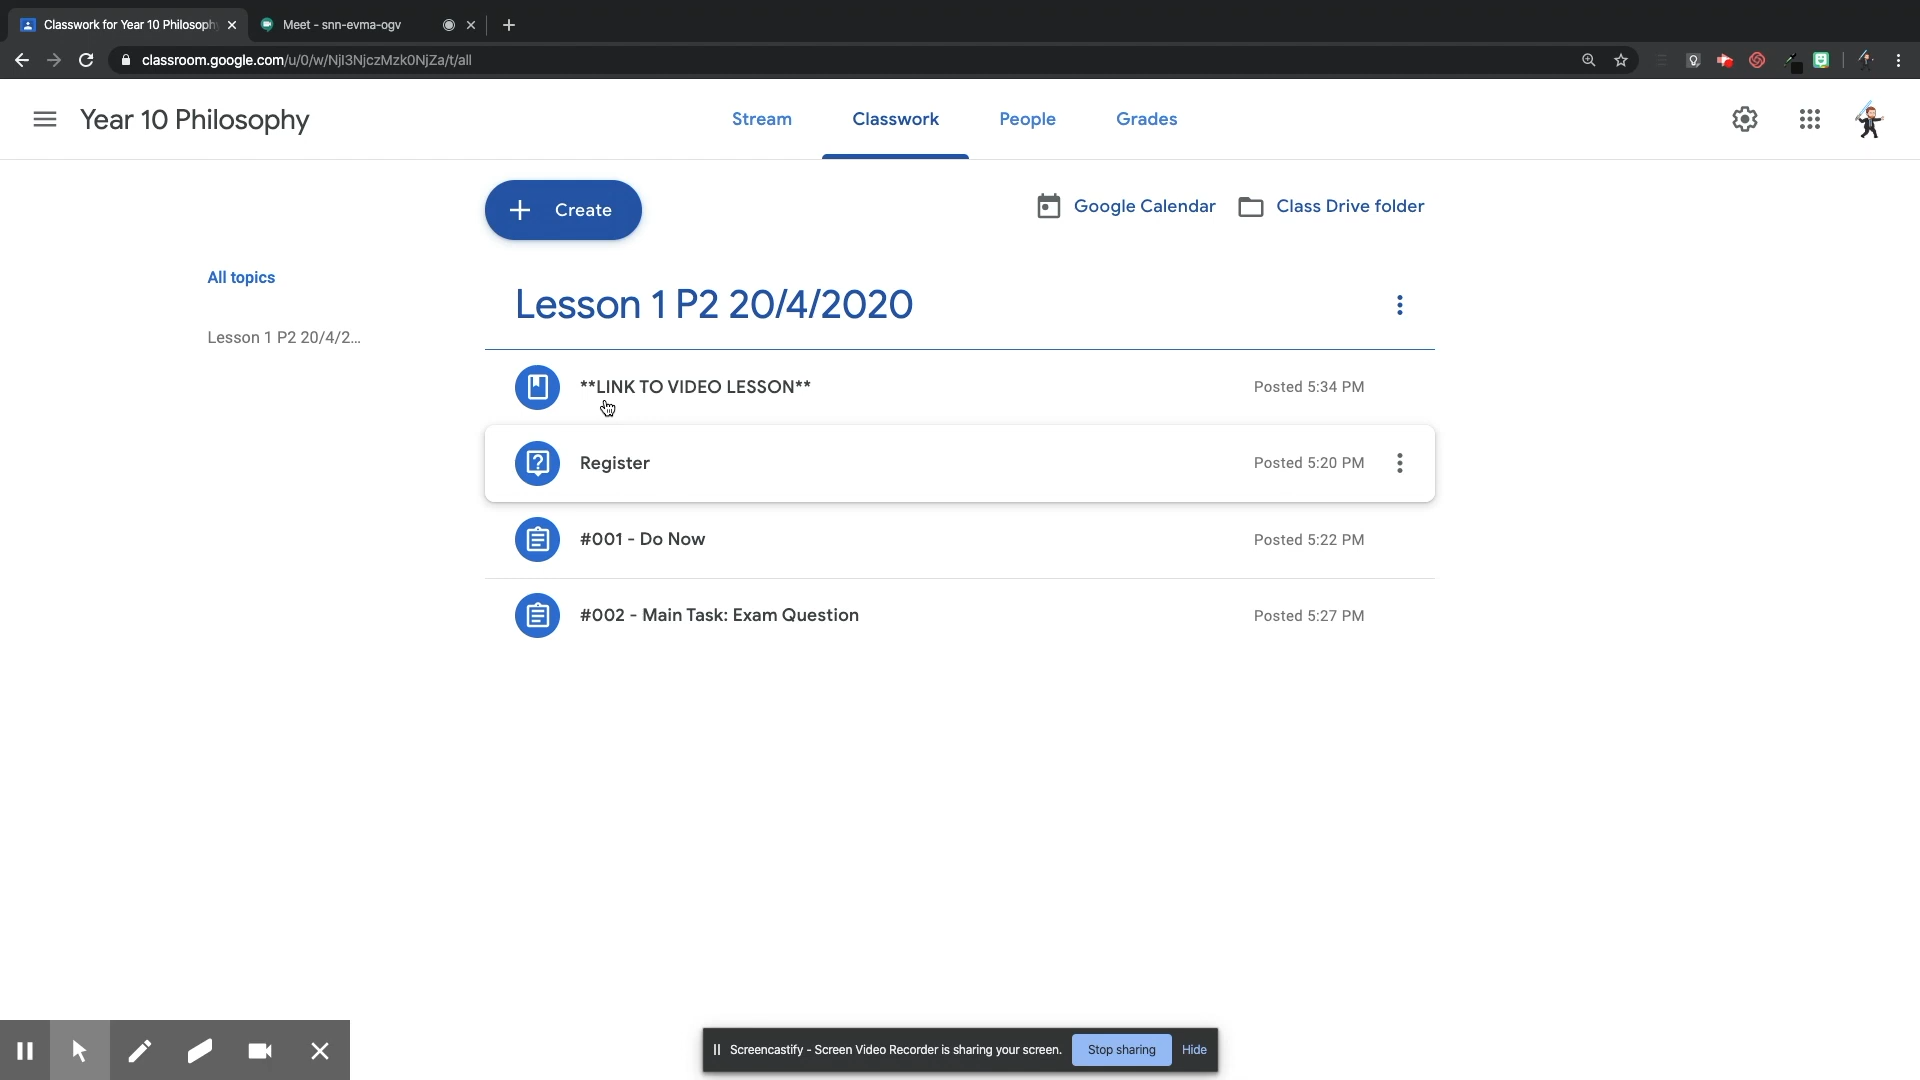 Classwork for Year 10 Philosoph
Meet - snn-evma-ogv
classroom.google.com/u/0/w/NjI3NjczMzk0NjZa/t/all
Year 10 Philosophy
Stream
Classwork
People
Grades
Create
Google Calendar
Class Drive folder
All topics
Lesson 1 P2 20/4/2...
Lesson 1 P2 20/4/2020
**LINK TO VIDEO LESSON**
Posted 5:34 PM
Register
Posted 5:20 PM
#001 - Do Now
Posted 5:22 PM
#002 - Main Task: Exam Question
Posted 5:27 PM
Screencastify - Screen Video Recorder is sharing your screen.
Stop sharing
Hide